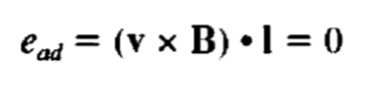 e_ad = (v × B) • l = 0